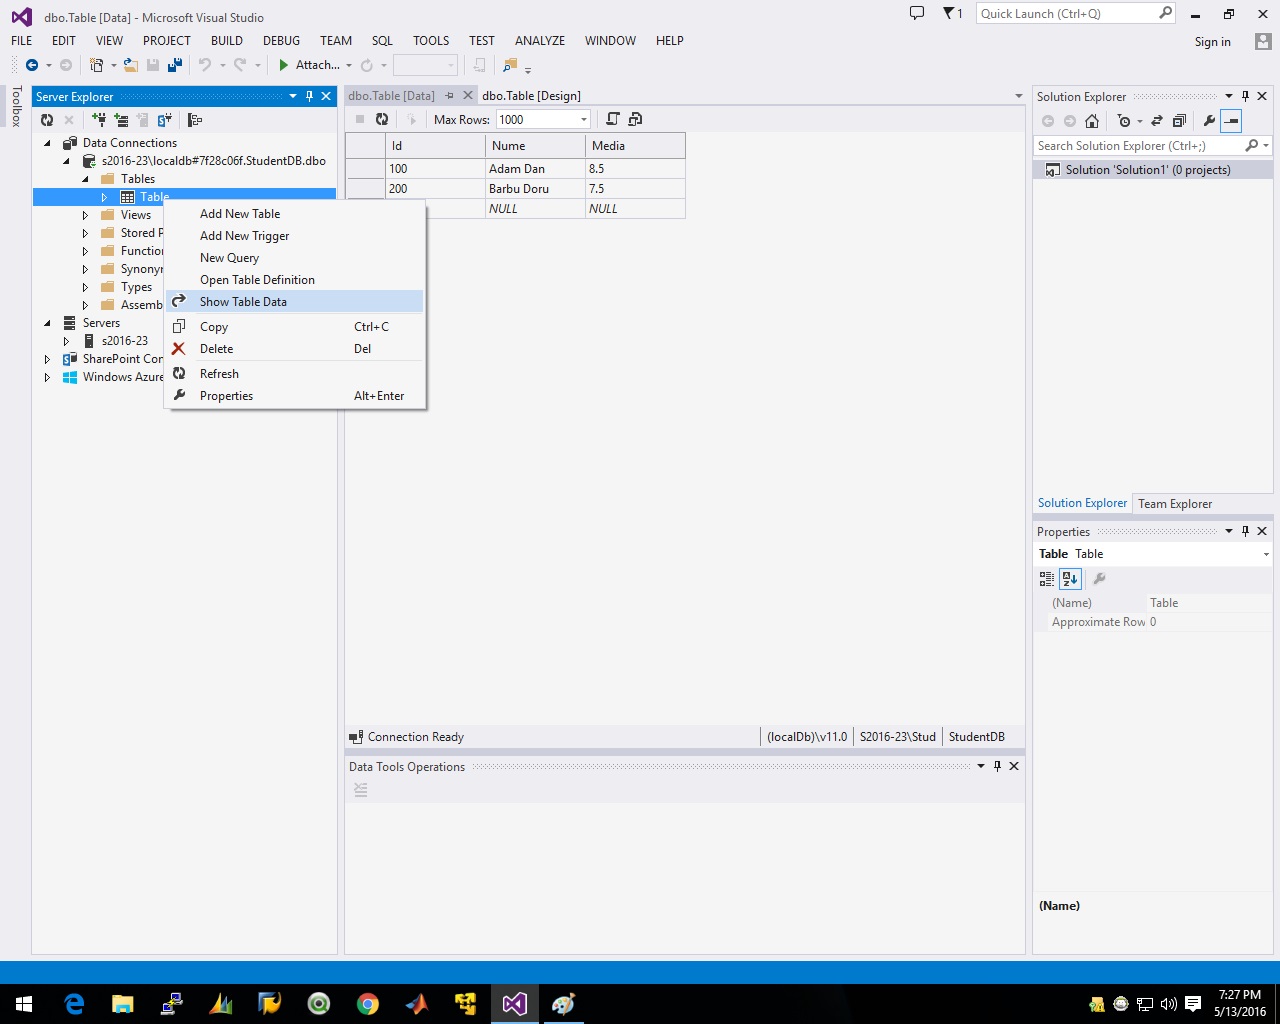 dbo.Table [Data] - Microsoft Visual Studio
1
Quick Launch (Ctrl+Q)
FILE EDIT VIEW PROJECT BUILD DEBUG TEAM SQL TOOLS TEST ANALYZE WINDOW HELP
Sign in
Attach...
Toolbox
Server Explorer
Data Connections
s2016-23\localdb#7f28c06f.StudentDB.dbo
Tables
Table
Views
Stored P
Function
Synonyr
Types
Assemb
Servers
s2016-23
SharePoint Cor
Windows Azure
Add New Table
Add New Trigger
New Query
Open Table Definition
Show Table Data
Copy Ctrl+C
Delete Del
Refresh
Properties Alt+Enter
dbo.Table [Data] dbo.Table [Design]
Max Rows: 1000
Id Nume Media
100 Adam Dan 8.5
200 Barbu Doru 7.5
NULL NULL
Connection Ready (localDb)\v11.0 S2016-23\Stud StudentDB
Data Tools Operations
Solution Explorer
Search Solution Explorer (Ctrl+;)
Solution 'Solution1' (0 projects)
Solution Explorer Team Explorer
Properties
Table Table
(Name) Table
Approximate Row 0
(Name)
7:27 PM
5/13/2016